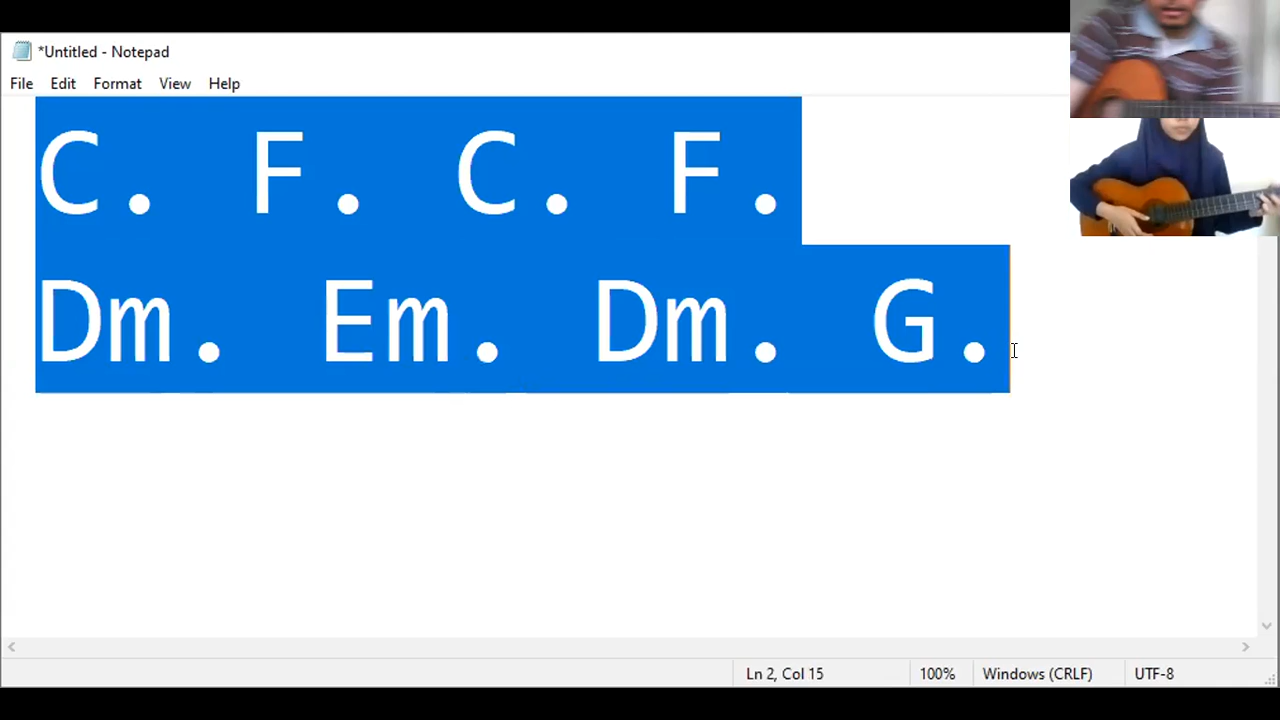 *Untitled - Notepad
File Edit Format View Help
C. F. C. F.
Dm. Em. Dm. G.
Ln 2, Col 15 100% Windows (CRLF) UTF-8